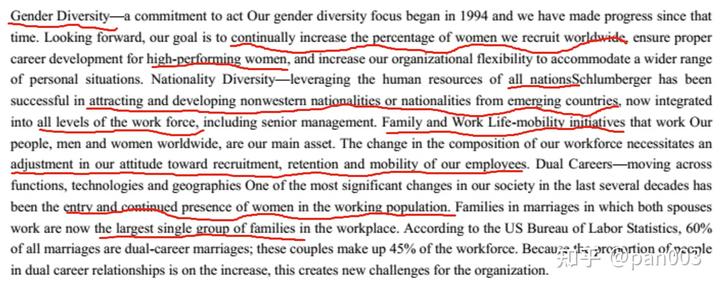 Gender Diversity—a commitment to act Our gender diversity focus began in 1994 and we have made progress since that
time. Looking forward, our goal is to continually increase the percentage of women we recruit worldwide, ensure proper
career development for high-performing women, and increase our organizational flexibility to accommodate a wider range
of personal situations. Nationality Diversity—leveraging the human resources of all nationsSchlumberger has been
successful in attracting and developing nonwestern nationalities or nationalities from emerging countries, now integrated
into all levels of the work force, including senior management. Family and Work Life-mobility initiatives that work Our
people, men and women worldwide, are our main asset. The change in the composition of our workforce necessitates an
adjustment in our attitude toward recruitment, retention and mobility of our employees. Dual Careers—moving across
functions, technologies and geographies One of the most significant changes in our society in the last several decades has
been the entry and continued presence of women in the working population. Families in marriages in which both spouses
work are now the largest single group of families in the workplace. According to the US Bureau of Labor Statistics, 60%
of all marriages are dual-career marriages; these couples make up 45% of the workforce. Because the proportion of people
in dual career relationships is on the increase, this creates new challenges for the organization.
知乎 @pan003